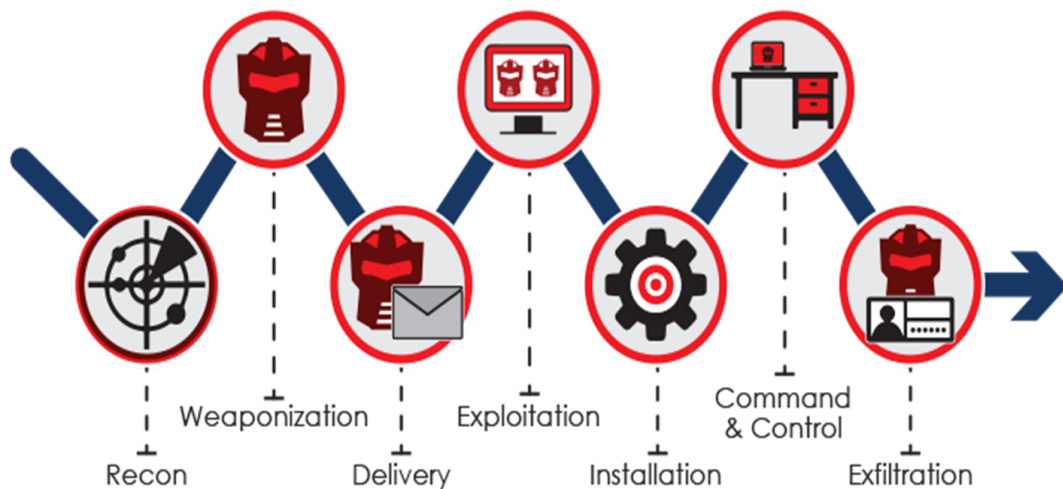 Recon
Weaponization
Delivery
Exploitation
Installation
Command
& Control
Exfiltration